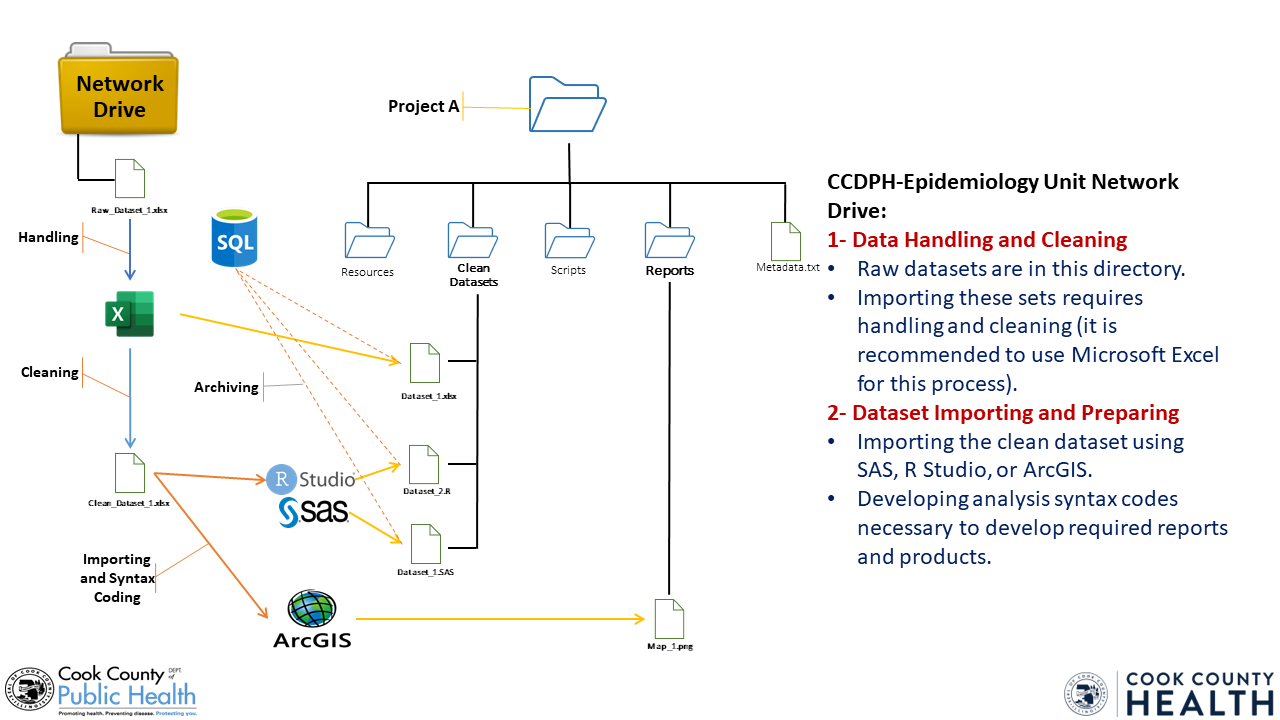 Network
Drive
Raw_Dataset_1.xlsx
Handling
X
Cleaning
Clean_Dataset_1.xlsx
Importing
and Syntax
Coding
SQL
Archiving
R Studio
sas
ArcGIS
Project A
Resources
Clean
Datasets
Scripts
Reports
Metadata.txt
Dataset_1.xlsx
Dataset_2.R
Dataset_1.SAS
Map_1.png
CCDPH-Epidemiology Unit Network
Drive:
1- Data Handling and Cleaning
• Raw datasets are in this directory.
• Importing these sets requires
handling and cleaning (it is
recommended to use Microsoft Excel
for this process).
2- Dataset Importing and Preparing
• Importing the clean dataset using
SAS, R Studio, or ArcGIS.
• Developing analysis syntax codes
necessary to develop required reports
and products.
Cook County DEPT. of
Public Health
Promoting health. Preventing disease. Protecting you.
COOK COUNTY
HEALTH